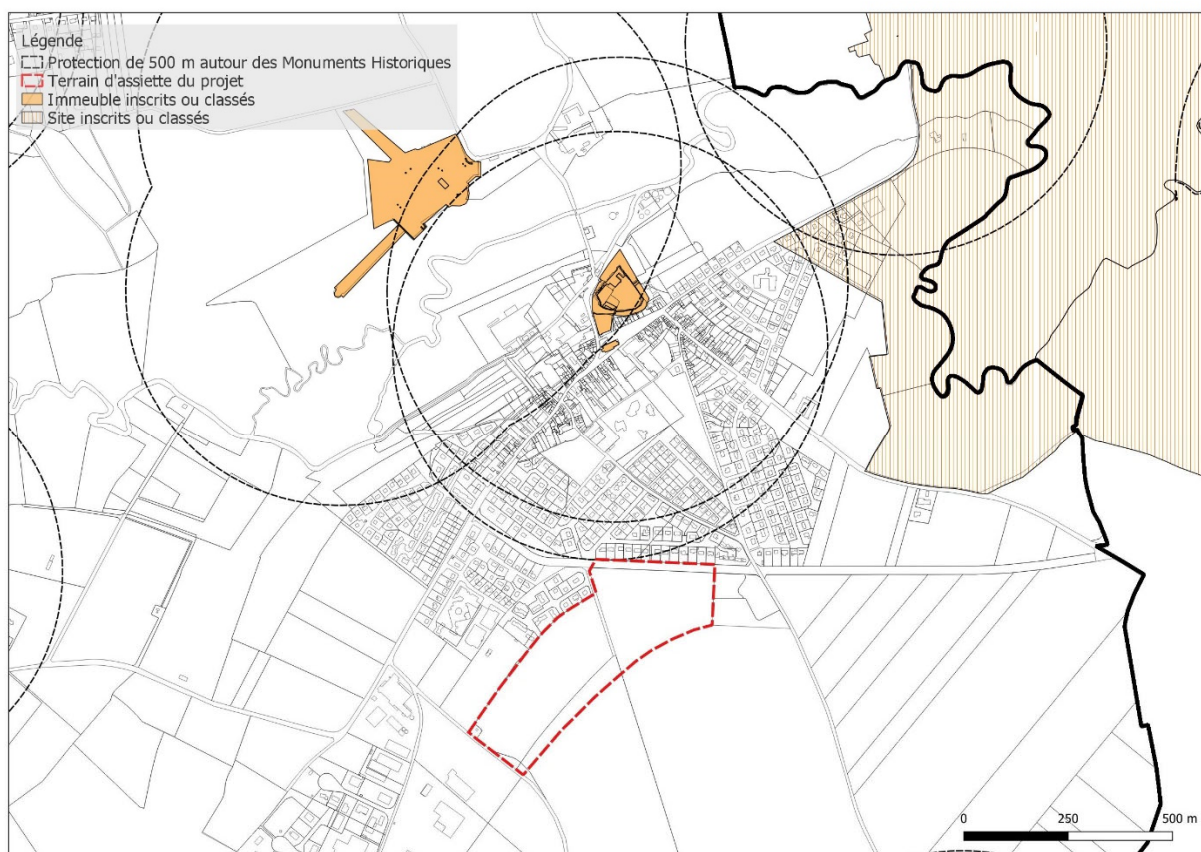 Légende
Protection de 500 m autour des Monuments Historiques
Terrain d'assiette du projet
Immeuble inscrits ou classés
Site inscrits ou classés
0 250 500 m